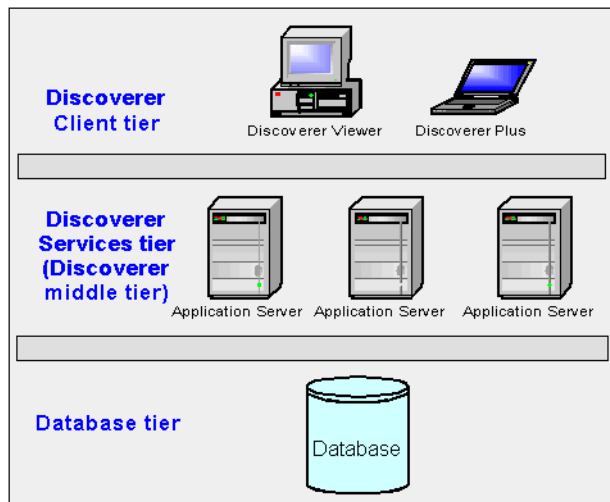 Discoverer
Client tier
Discoverer Viewer
Discoverer Plus
Discoverer
Services tier
(Discoverer
middle tier)
Application Server
Application Server
Application Server
Database tier
Database